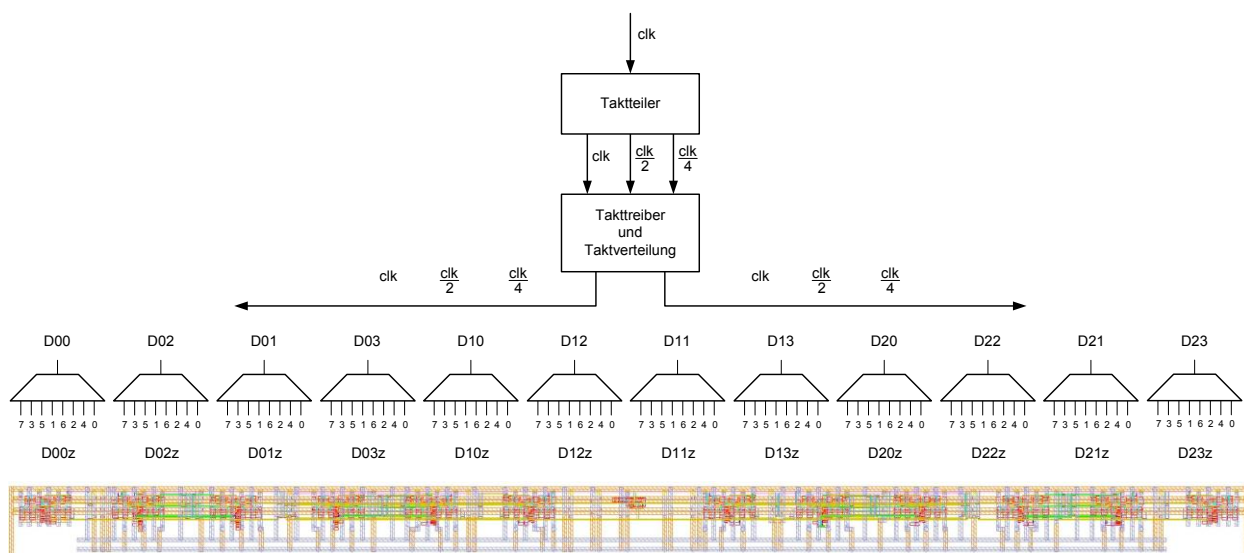 clk
Taktteiler
clk clk/2 clk/4
Takttreiber
und
Taktverteilung
clk clk/2 clk/4 clk clk/2 clk/4
D00 D02 D01 D03 D10 D12 D11 D13 D20 D22 D21 D23
7 3 5 1 6 2 4 0 7 3 5 1 6 2 4 0 7 3 5 1 6 2 4 0 7 3 5 1 6 2 4 0 7 3 5 1 6 2 4 0 7 3 5 1 6 2 4 0 7 3 5 1 6 2 4 0 7 3 5 1 6 2 4 0 7 3 5 1 6 2 4 0 7 3 5 1 6 2 4 0 7 3 5 1 6 2 4 0 7 3 5 1 6 2 4 0
D00z D02z D01z D03z D10z D12z D11z D13z D20z D22z D21z D23z